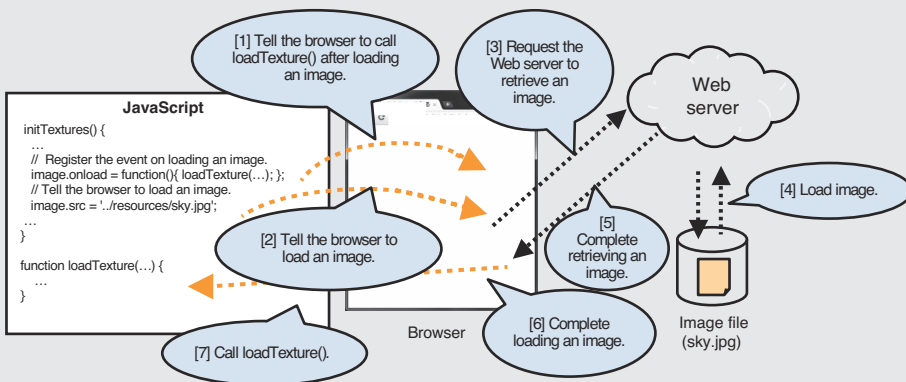 [1] Tell the browser to call
loadTexture() after loading
an image.
[3] Request the
Web server to
retrieve an
image.
Web
server
JavaScript
initTextures() {
…
// Register the event on loading an image.
image.onload = function(){ loadTexture(…); };
// Tell the browser to load an image.
image.src = '../resources/sky.jpg';
…
}
function loadTexture(…) {
…
}
[2] Tell the browser to
load an image.
[4] Load image.
[5]
Complete
retrieving an
image.
[6] Complete
loading an image.
[7] Call loadTexture().
Browser
Image file
(sky.jpg)